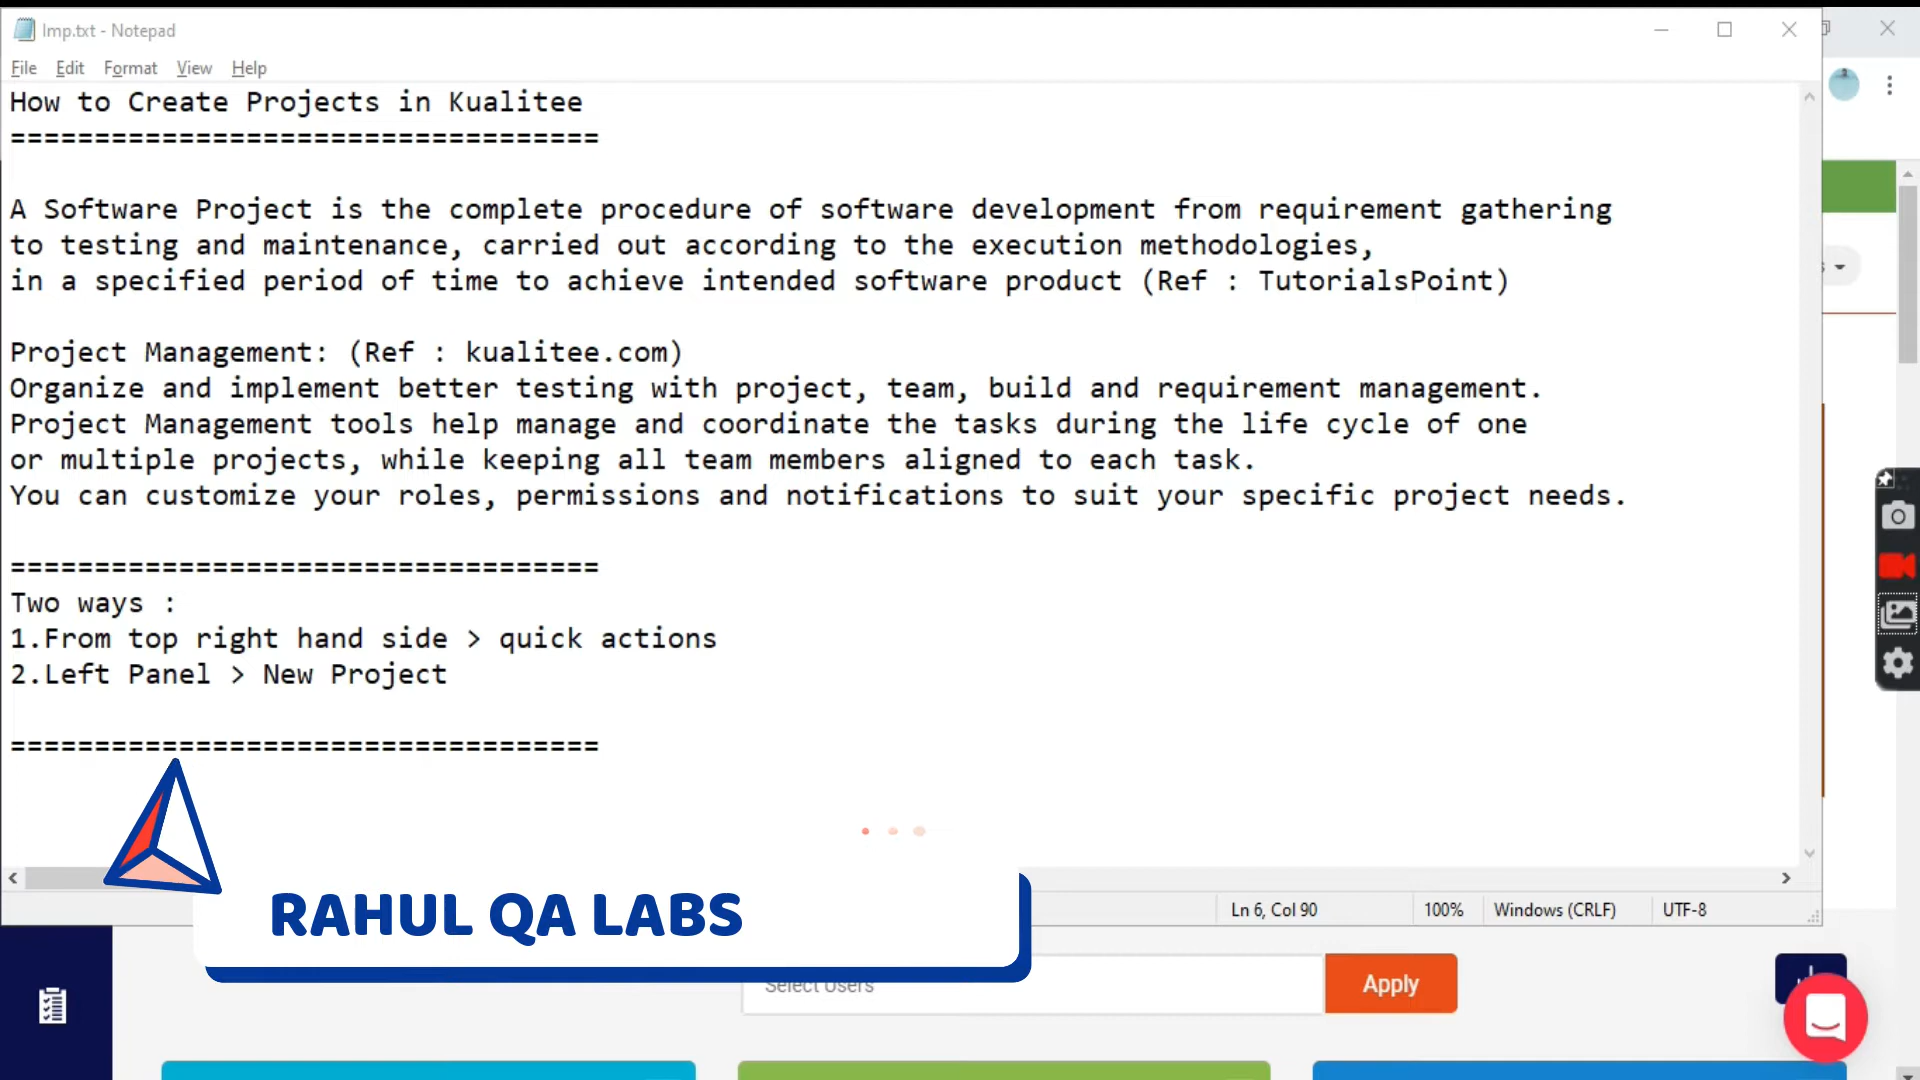 Imp.txt - Notepad
File Edit Format View Help
How to Create Projects in Kualitee
===================================
A Software Project is the complete procedure of software development from requirement gathering
to testing and maintenance, carried out according to the execution methodologies,
in a specified period of time to achieve intended software product (Ref : TutorialsPoint)
Project Management: (Ref : kualitee.com)
Organize and implement better testing with project, team, build and requirement management.
Project Management tools help manage and coordinate the tasks during the life cycle of one
or multiple projects, while keeping all team members aligned to each task.
You can customize your roles, permissions and notifications to suit your specific project needs.
===================================
Two ways :
1.From top right hand side > quick actions
2.Left Panel > New Project
===================================
RAHUL QA LABS
Ln 6, Col 90 100% Windows (CRLF) UTF-8
Select Users
Apply